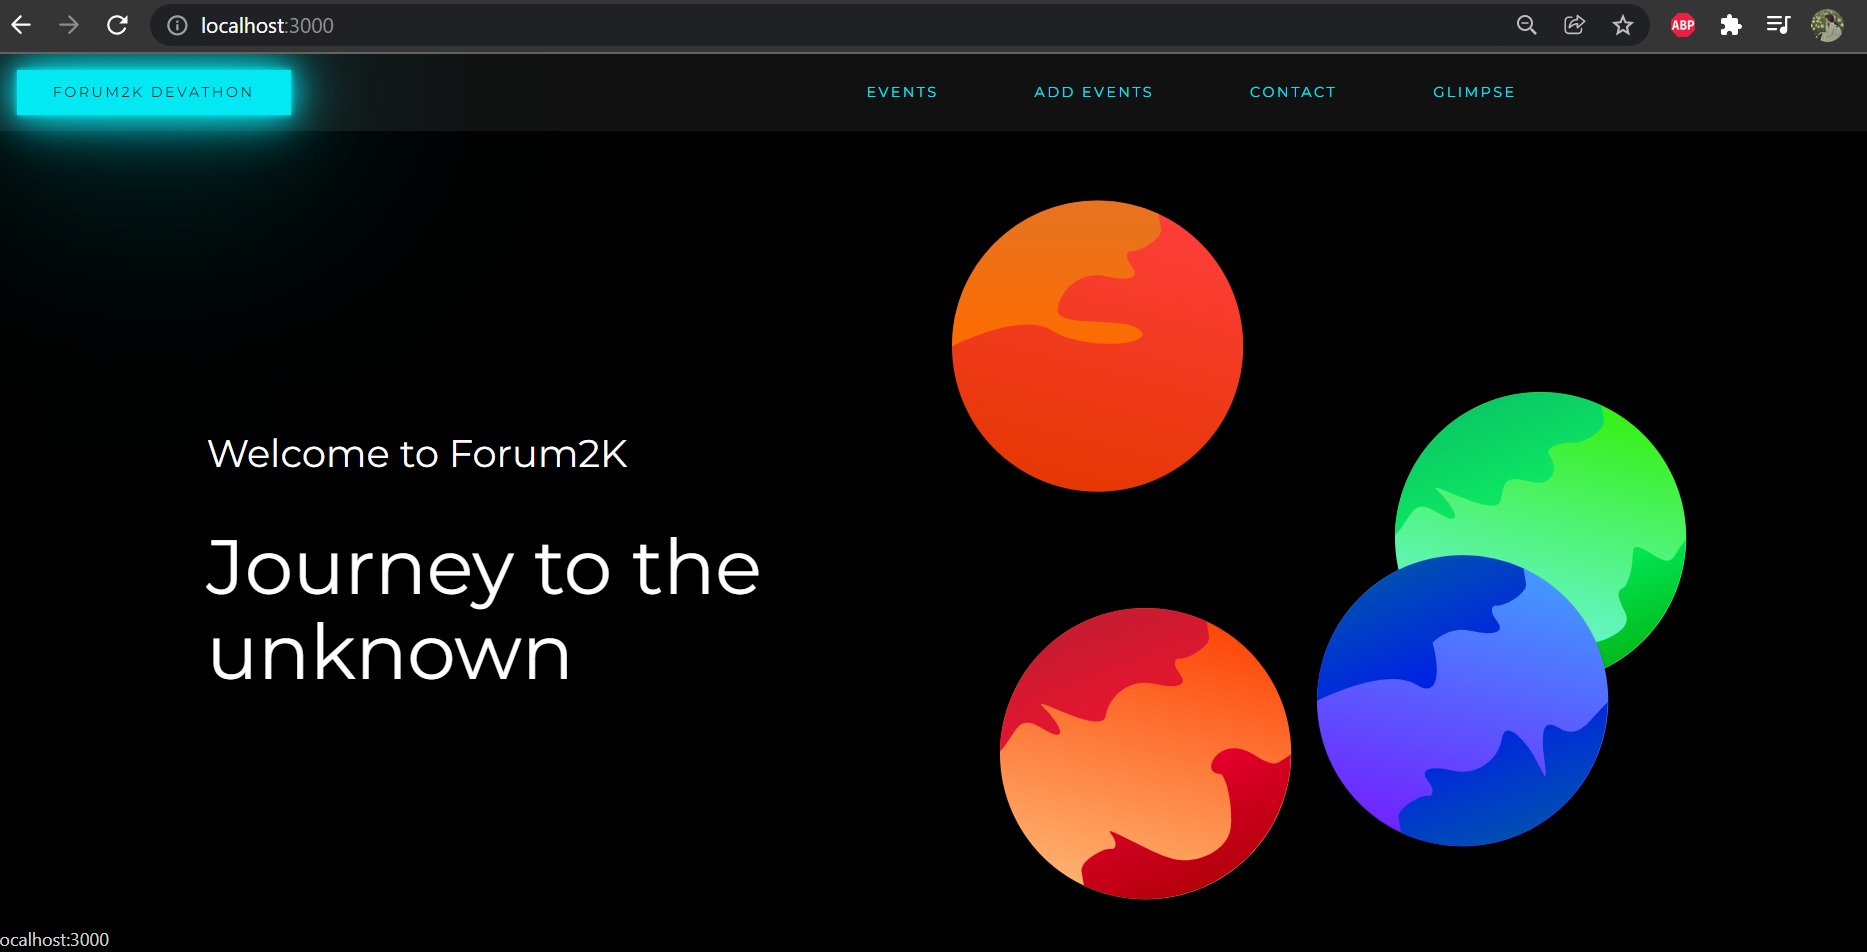 localhost:3000
ABP
FORUM2K DEVATHON
EVENTS
ADD EVENTS
CONTACT
GLIMPSE
Welcome to Forum2K
Journey to the
unknown
ocalhost:3000